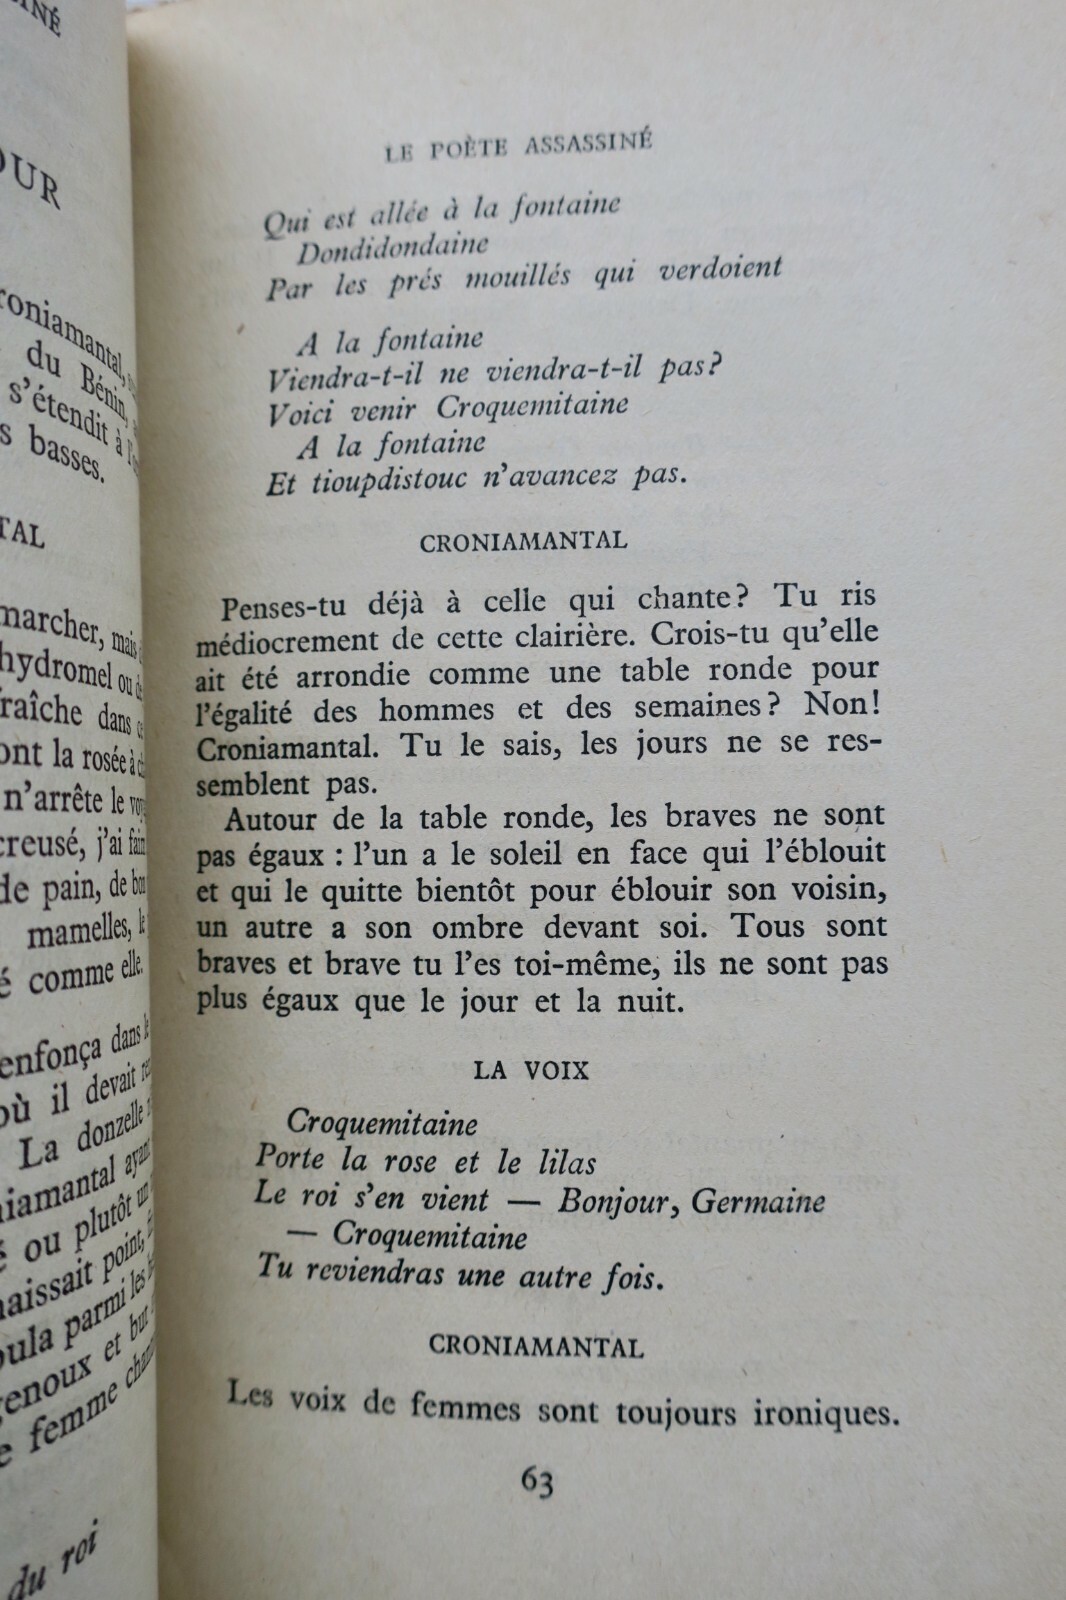 OUR
roniamantal,
du Bénin,
s'étendit à
s basses.
TAL
marcher, mais
hydromel ou de
raîche dans
ont la rosée à
n'arrête le
creusé, j'ai
de pain, de
mamelles,
é comme elle.
enfonça dans
où il devait
La donzelle
niamantal ayant
é ou plutôt un
naissait point,
oula parmi les
genoux et but
e femme
du roi
LE POÈTE ASSASSINÉ
Qui est allée à la fontaine
Dondidondaine
Par les prés mouillés qui verdoient
A la fontaine
Viendra-t-il ne viendra-t-il pas?
Voici venir Croquemitaine
A la fontaine
Et tioupdistouc n'avancez pas.
CRONIAMANTAL
Penses-tu déjà à celle qui chante? Tu ris
médiocrement de cette clairière. Crois-tu qu'elle
ait été arrondie comme une table ronde pour
l'égalité des hommes et des semaines? Non!
Croniamantal. Tu le sais, les jours ne se res-
semblent pas.
Autour de la table ronde, les braves ne sont
pas égaux : l'un a le soleil en face qui l'éblouit
et qui le quitte bientôt pour éblouir son voisin,
un autre a son ombre devant soi. Tous sont
braves et brave tu l'es toi-même, ils ne sont pas
plus égaux que le jour et la nuit.
LA VOIX
Croquemitaine
Porte la rose et le lilas
Le roi s'en vient — Bonjour, Germaine
— Croquemitaine
Tu reviendras une autre fois.
CRONIAMANTAL
Les voix de femmes sont toujours ironiques.
63